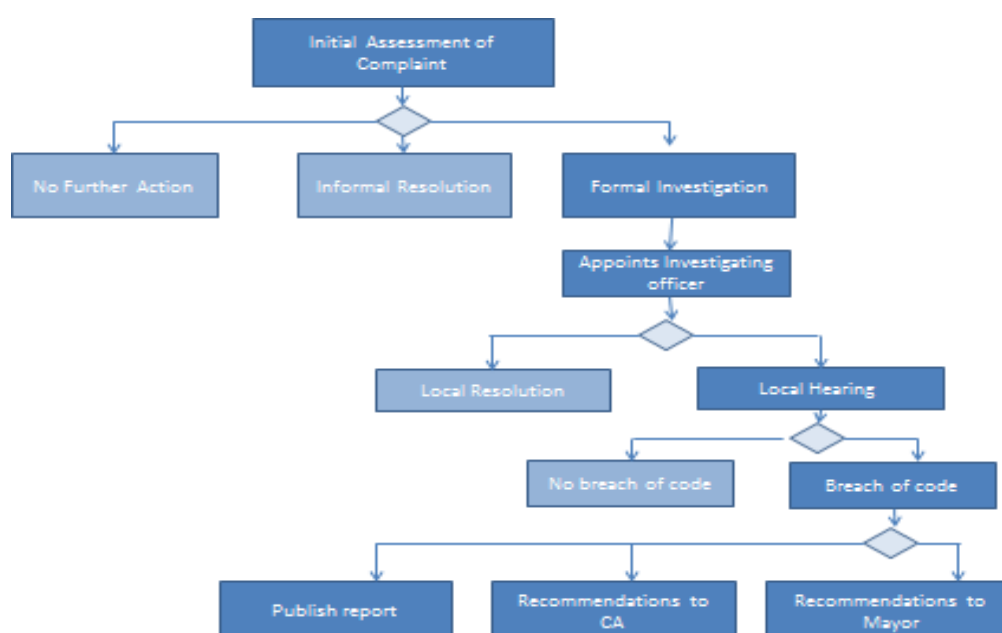 Initial Assessment of
Complaint
No Further Action
Informal Resolution
Formal Investigation
Appoints Investigating
officer
Local Resolution
Local Hearing
No breach of code
Breach of code
Publish report
Recommendations to
CA
Recommendations to
Mayor